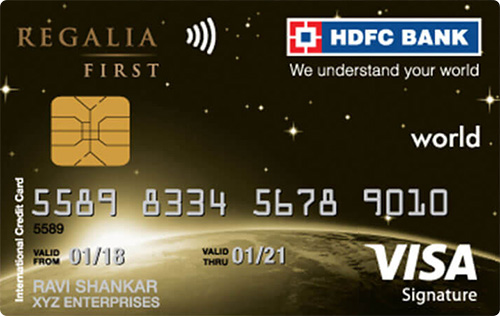 REGALIA
FIRST
HDFC BANK
We understand your world
world
International Credit Card
5589 8334 5678 9010
5589
VALID FROM 01/18 VALID THRU 01/21
VISA
Signature
RAVI SHANKAR
XYZ ENTERPRISES